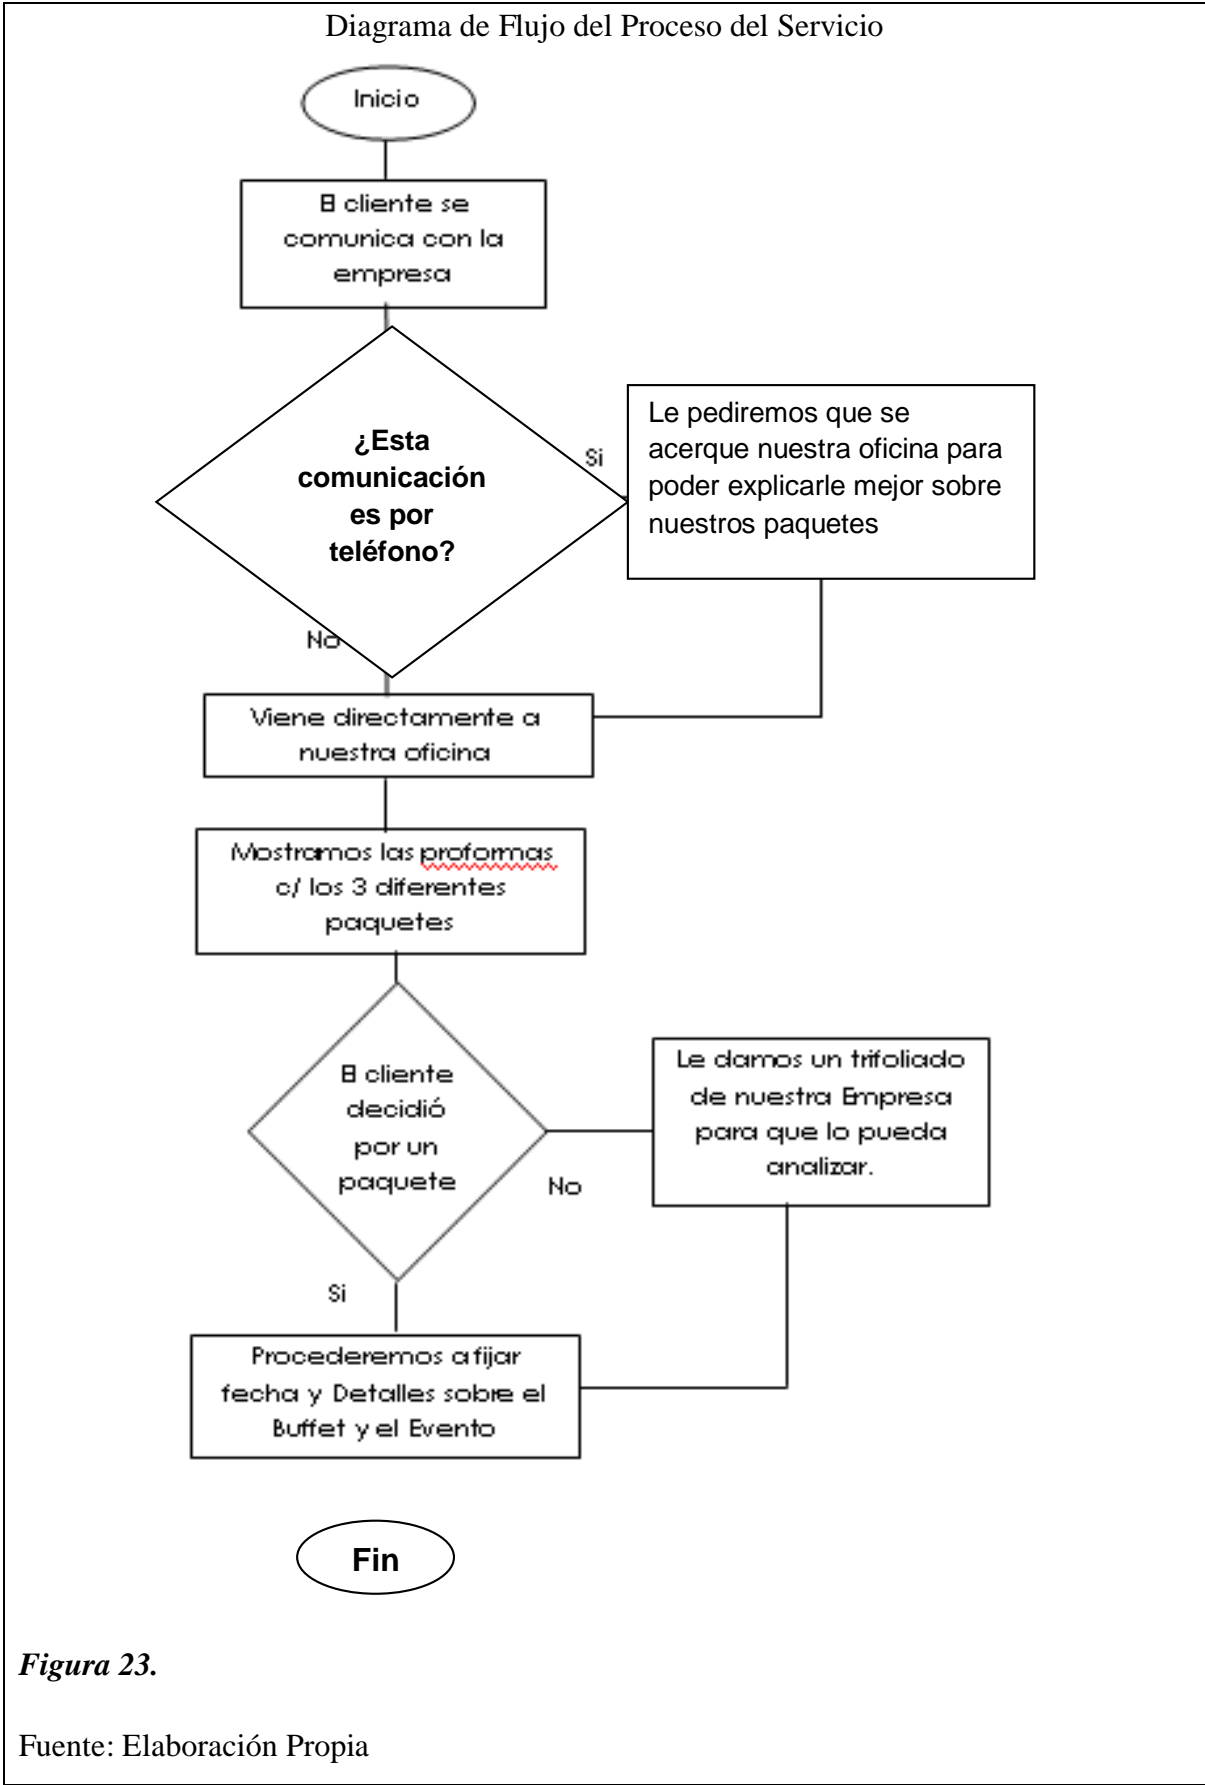 Diagrama de Flujo del Proceso del Servicio
Inicio
El cliente se
comunica con la
empresa
¿Esta
comunicación
es por
teléfono?
Si
Le pediremos que se
acerque nuestra oficina para
poder explicarle mejor sobre
nuestros paquetes
No
Viene directamente a
nuestra oficina
Mostramos las proformas
c/ los 3 diferentes
paquetes
El cliente
decidió
por un
paquete
No
Le damos un trifoliado
de nuestra Empresa
para que lo pueda
analizar.
Si
Procederemos a fijar
fecha y Detalles sobre el
Buffet y el Evento
Fin
Figura 23.
Fuente: Elaboración Propia